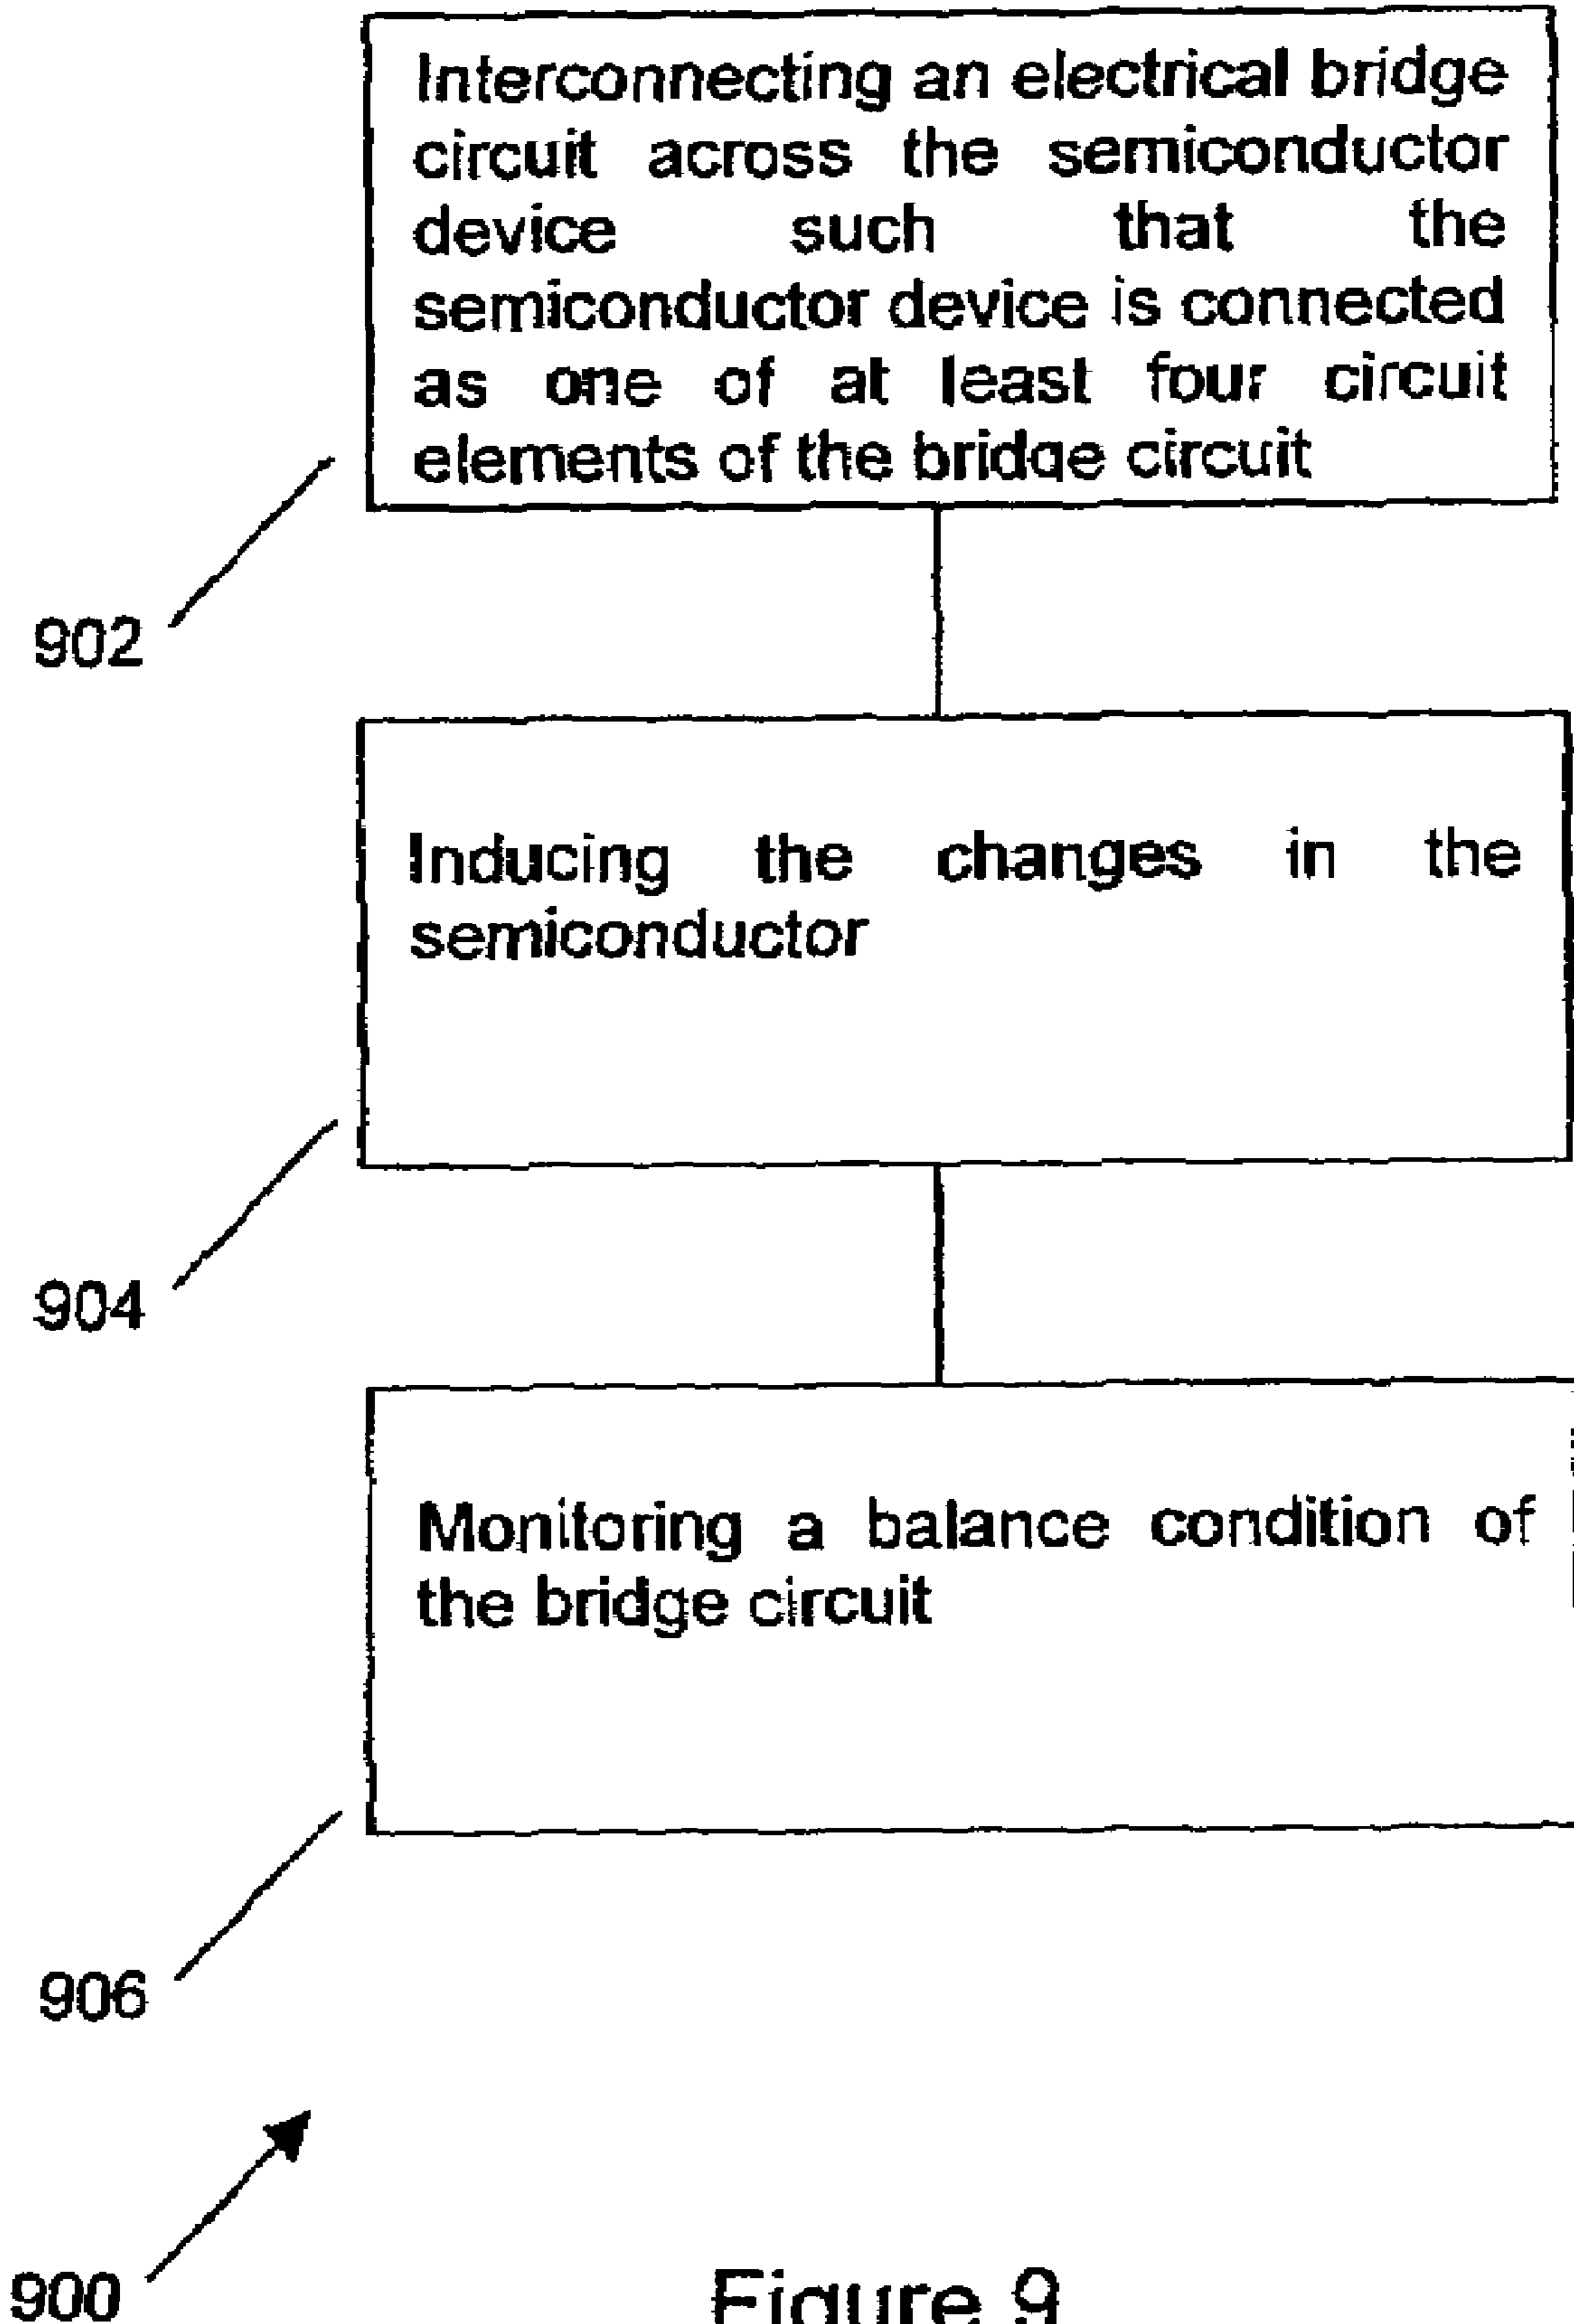 Interconnecting an electrical bridge
circuit across the semiconductor
device such that the
semiconductor device is connected
as one of at least four circuit
elements of the bridge circuit
902
Inducing the changes in the
semiconductor
904
Monitoring a balance condition of
the bridge circuit
906
900
Figure 9